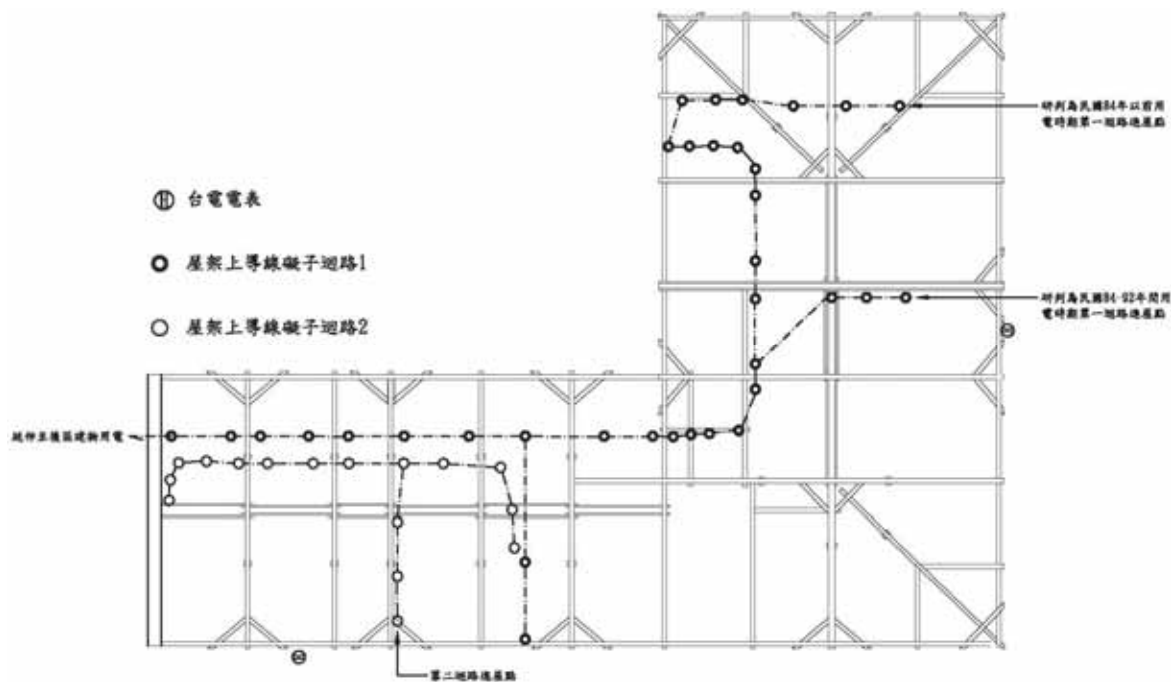 研判為民國84年以前用
電時期第一迴路進屋點
台電電表
屋架上導線礙子迴路1
研判為民國84-92年間用
電時期第一迴路進屋點
屋架上導線礙子迴路2
延伸至後區建物用電
第二迴路進屋點